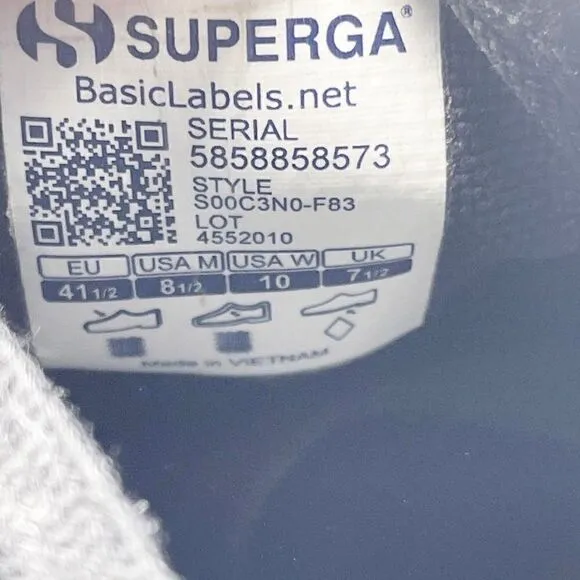 SUPERGA®
BasicLabels.net
SERIAL
5858858573
STYLE
S00C3N0-F83
LOT
4552010
EU USA M USA W UK
41 1/2 8 1/2 10 7 1/2
Made in VIETNAM